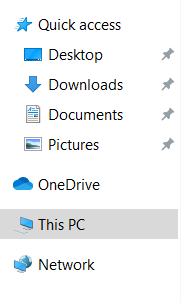 Quick access
Desktop
Downloads
Documents
Pictures
OneDrive
This PC
Network